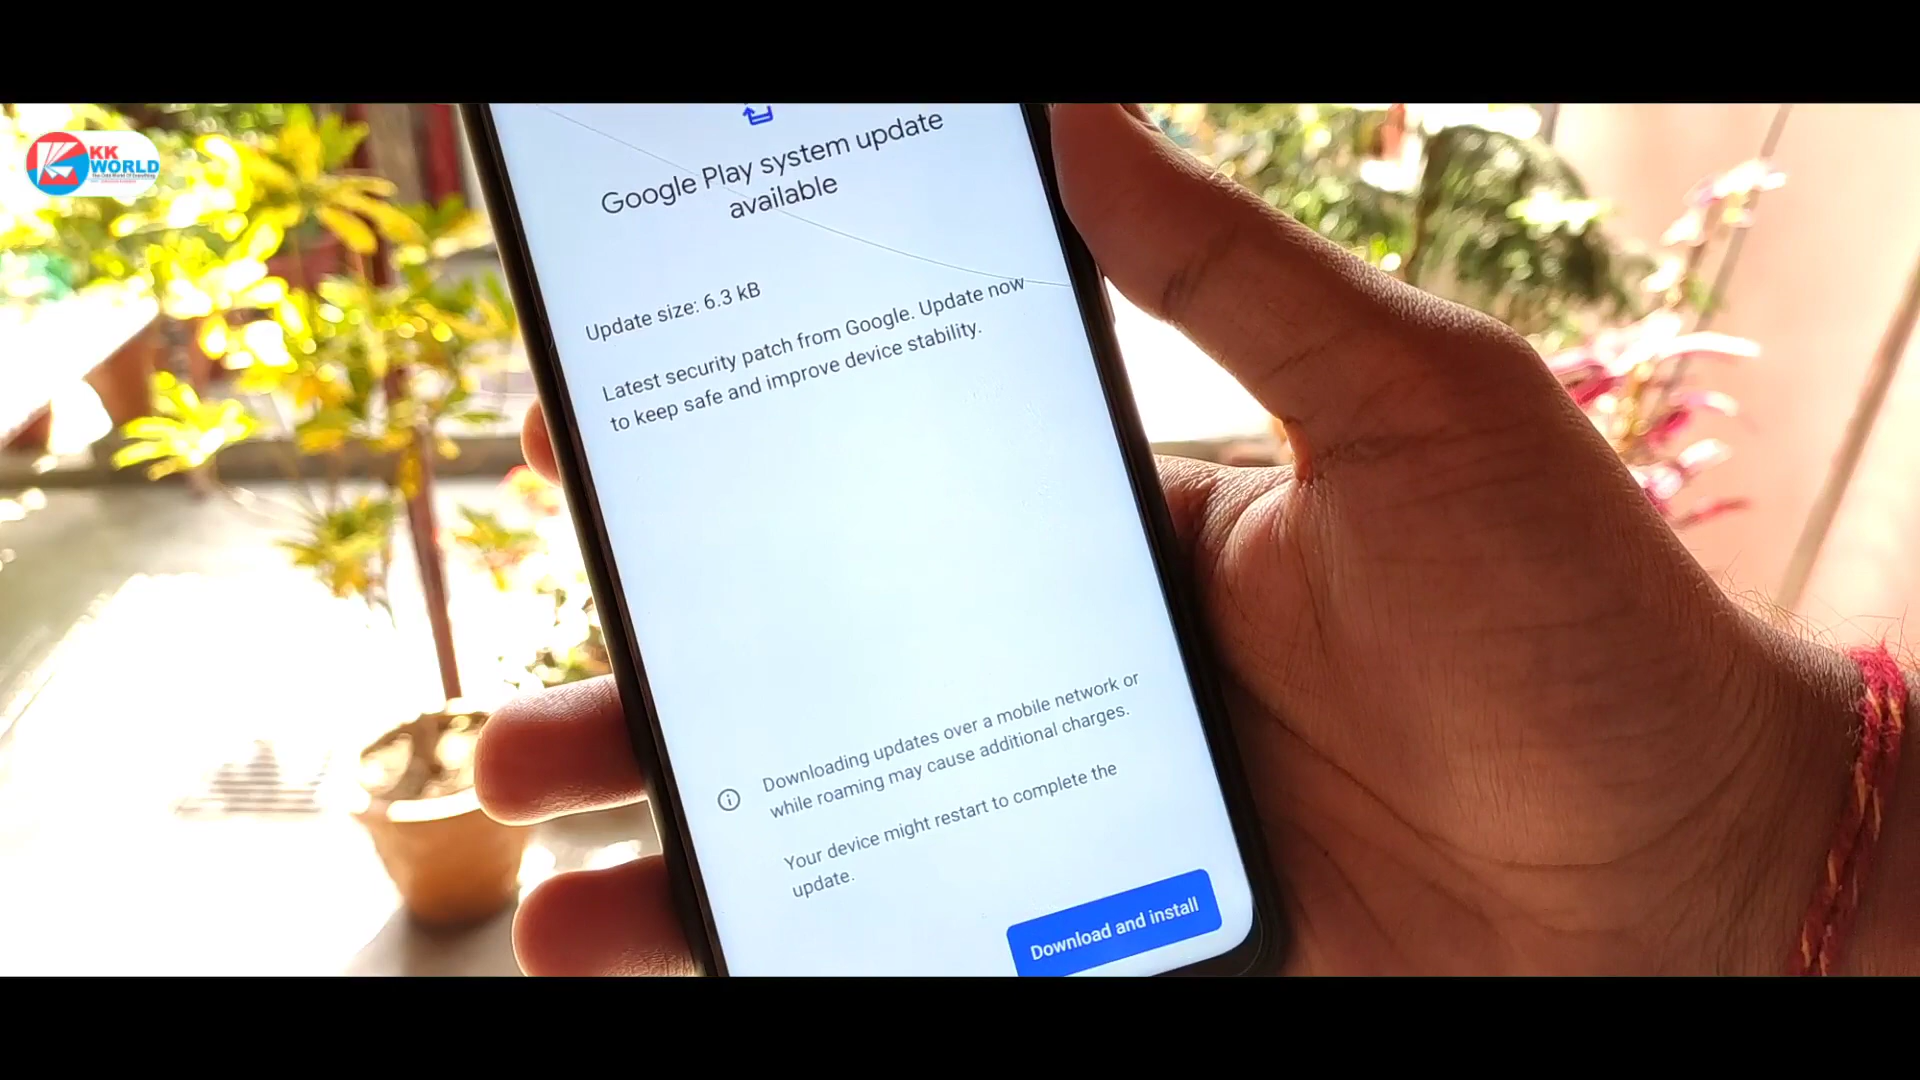 KK
WORLD
Google Play system update
available
Update size: 6.3 kB
Latest security patch from Google. Update now
to keep safe and improve device stability.
Downloading updates over a mobile network or
while roaming may cause additional charges.
Your device might restart to complete the
update.
Download and install